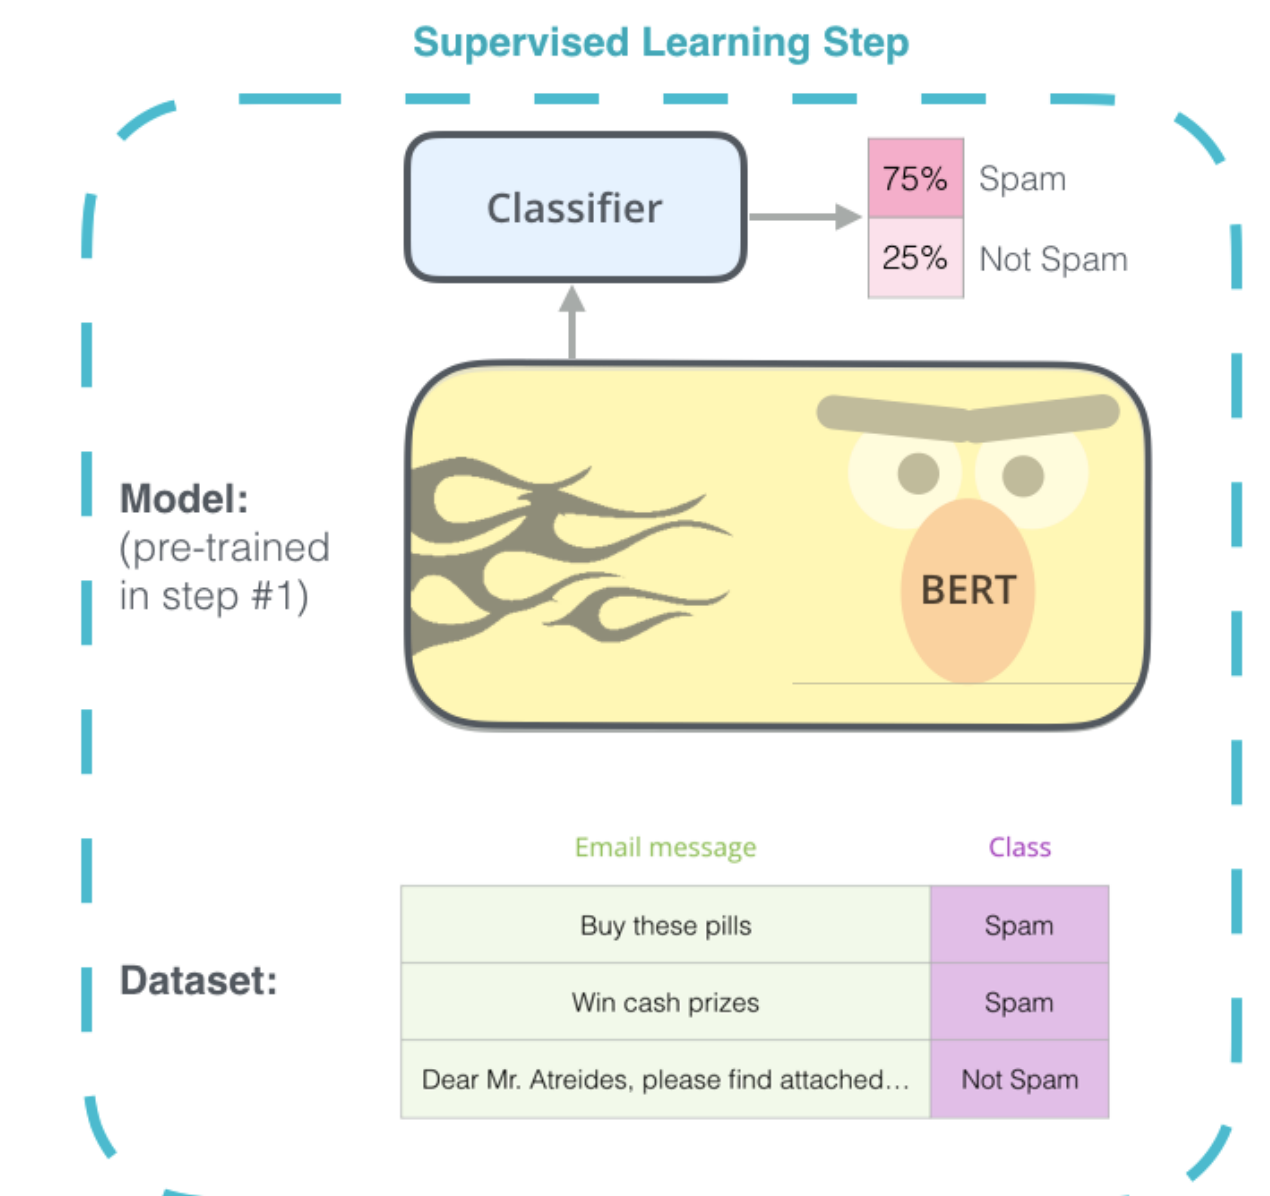 Supervised Learning Step
Classifier
75% Spam
25% Not Spam
Model:
(pre-trained
in step #1)
BERT
Email message Class
Dataset:
Buy these pills Spam
Win cash prizes Spam
Dear Mr. Atreides, please find attached... Not Spam